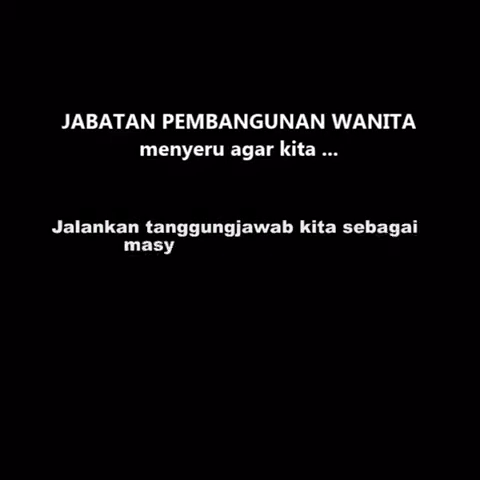 JABATAN PEMBANGUNAN WANITA
menyeru agar kita ...
Jalankan tanggungjawab kita sebagai
masy